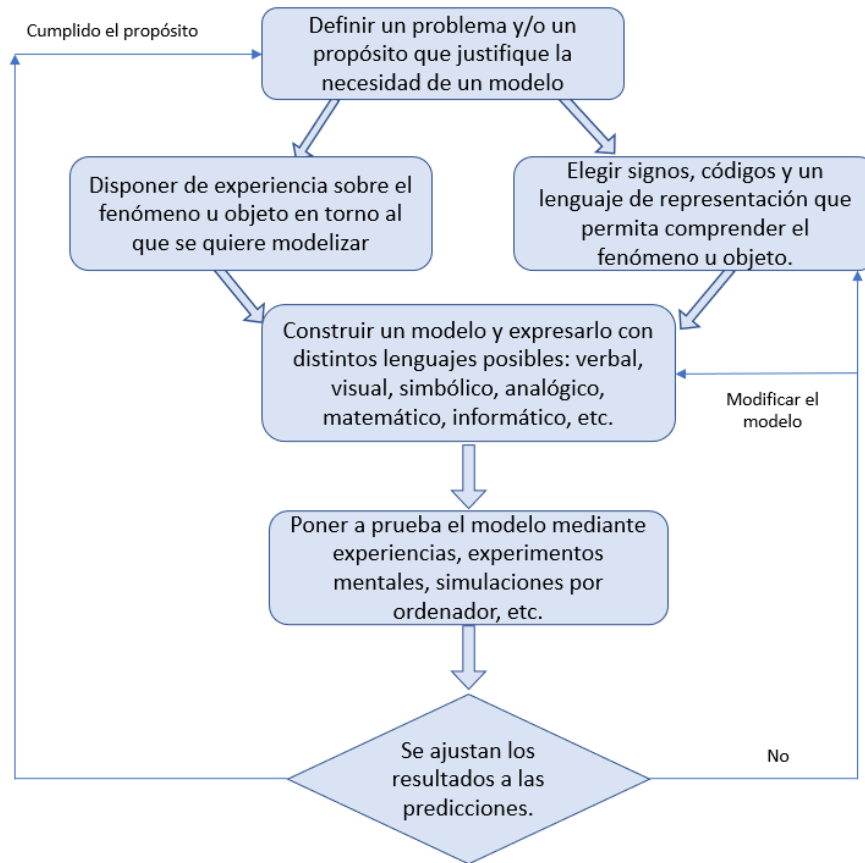 Cumplido el propósito
Definir un problema y/o un
propósito que justifique la
necesidad de un modelo
Disponer de experiencia sobre el
fenómeno u objeto en torno al
que se quiere modelizar
Elegir signos, códigos y un
lenguaje de representación que
permita comprender el
fenómeno u objeto.
Construir un modelo y expresarlo con
distintos lenguajes posibles: verbal,
visual, simbólico, analógico,
matemático, informático, etc.
Modificar el
modelo
Poner a prueba el modelo mediante
experiencias, experimentos
mentales, simulaciones por
ordenador, etc.
Se ajustan los
resultados a las
predicciones.
No